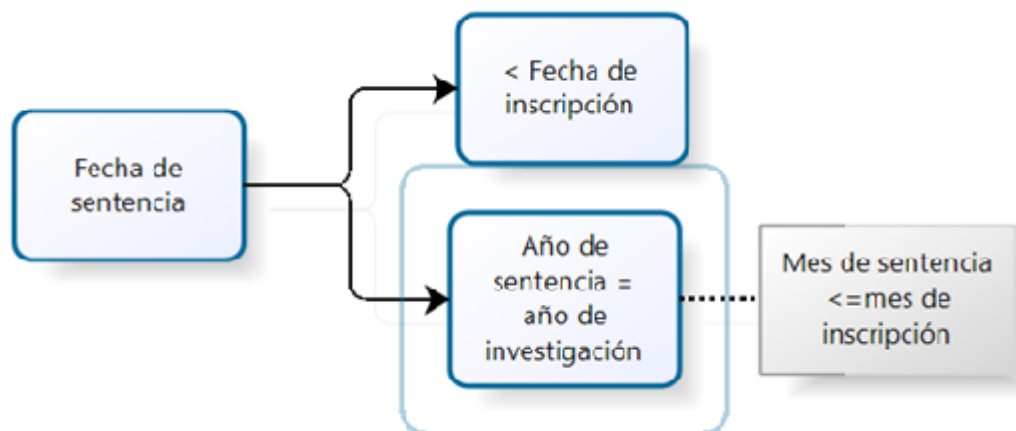 Fecha de
sentencia
< Fecha de
inscripción
Año de
sentencia =
año de
investigación
Mes de sentencia
<=mes de
inscripción